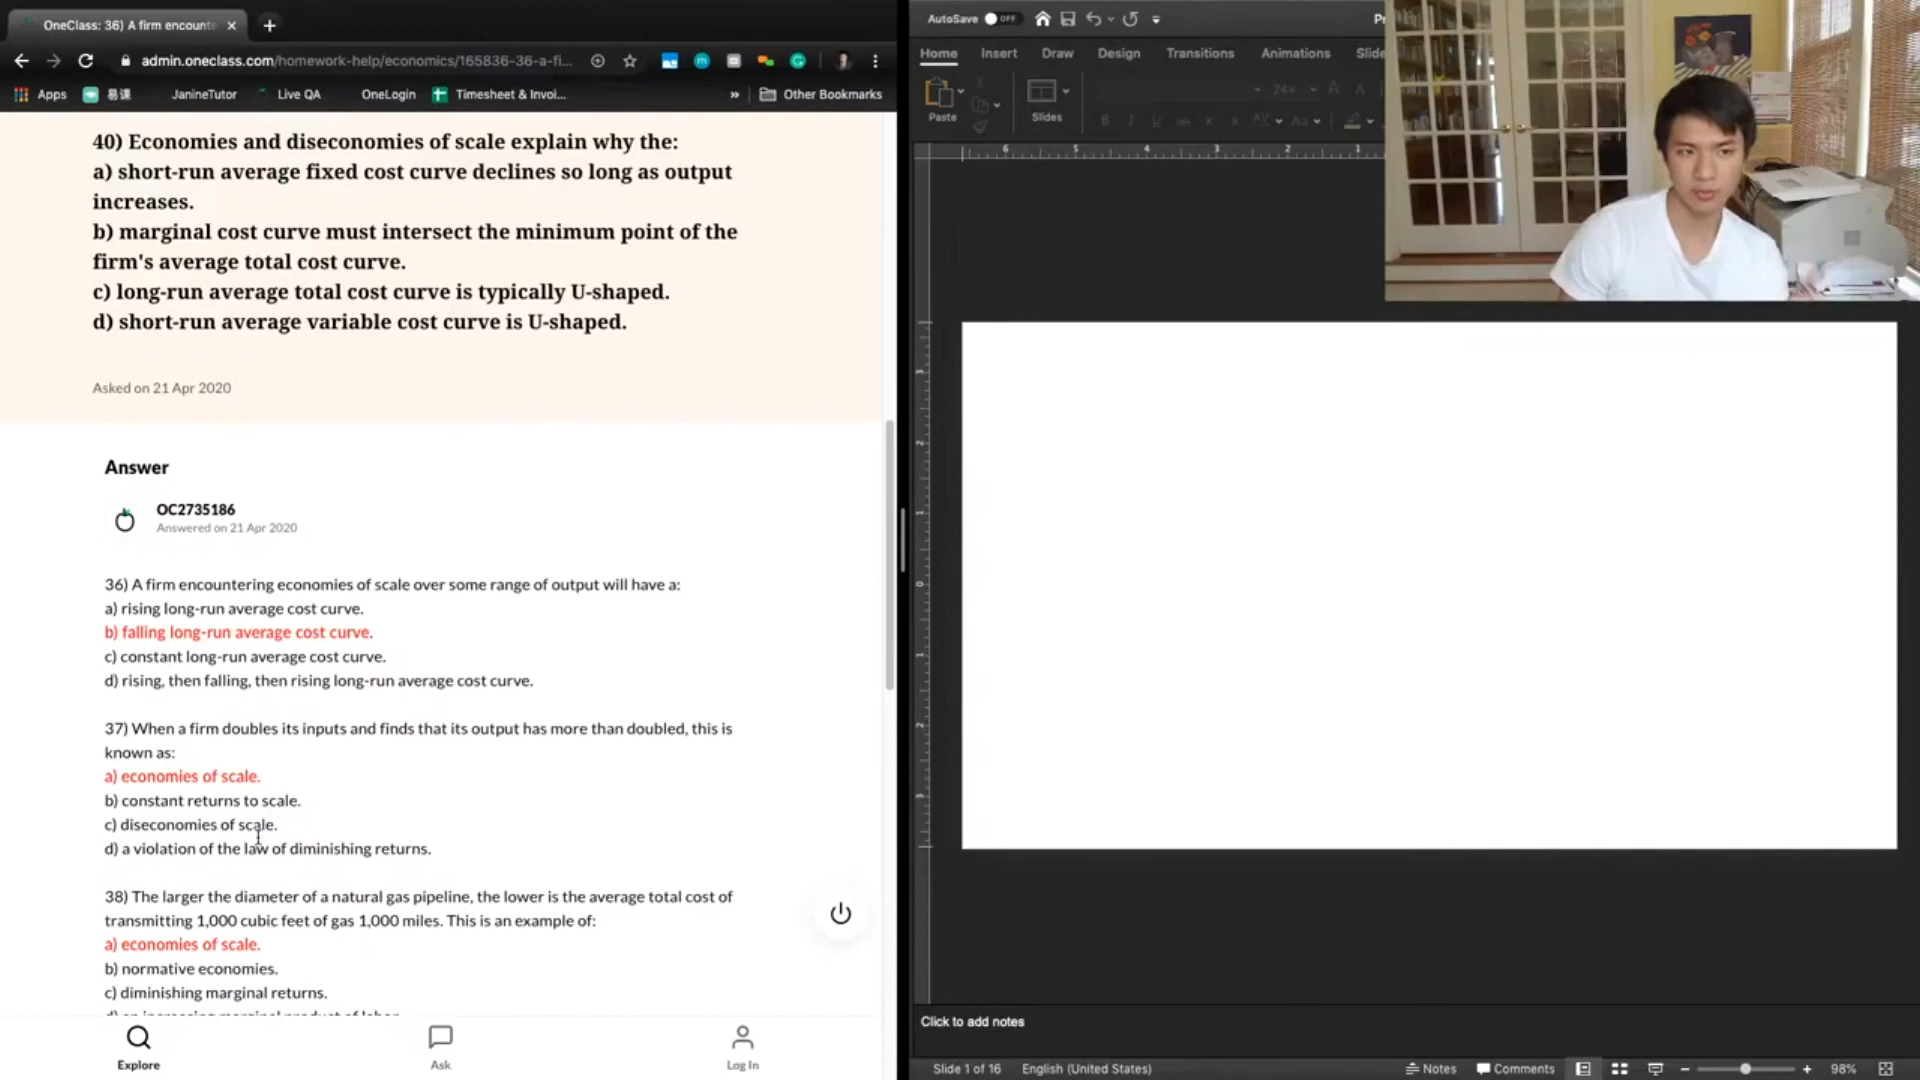 OneClass: 36) A firm encounte
AutoSave OFF
admin.oneclass.com/homework-help/economics/165836-36-a-fi...
Home Insert Draw Design Transitions Animations Slide
Apps 易课 JanineTutor Live QA OneLogin Timesheet & Invoi... » Other Bookmarks
Paste Slides
40) Economies and diseconomies of scale explain why the:
a) short-run average fixed cost curve declines so long as output
increases.
b) marginal cost curve must intersect the minimum point of the
firm's average total cost curve.
c) long-run average total cost curve is typically U-shaped.
d) short-run average variable cost curve is U-shaped.
Asked on 21 Apr 2020
Answer
OC2735186
Answered on 21 Apr 2020
36) A firm encountering economies of scale over some range of output will have a:
a) rising long-run average cost curve.
b) falling long-run average cost curve.
c) constant long-run average cost curve.
d) rising, then falling, then rising long-run average cost curve.
37) When a firm doubles its inputs and finds that its output has more than doubled, this is
known as:
a) economies of scale.
b) constant returns to scale.
c) diseconomies of scale.
d) a violation of the law of diminishing returns.
38) The larger the diameter of a natural gas pipeline, the lower is the average total cost of
transmitting 1,000 cubic feet of gas 1,000 miles. This is an example of:
a) economies of scale.
b) normative economies.
c) diminishing marginal returns.
Explore Ask Log In
Click to add notes
Slide 1 of 16 English (United States) Notes Comments 98%